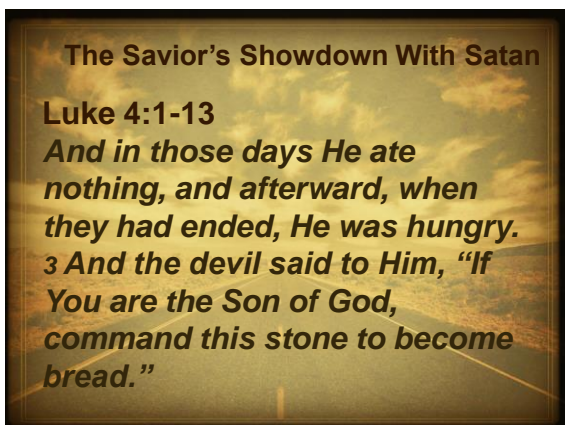 The Savior’s Showdown With Satan
Luke 4:1-13
And in those days He ate
nothing, and afterward, when
they had ended, He was hungry.
3 And the devil said to Him, “If
You are the Son of God,
command this stone to become
bread.”